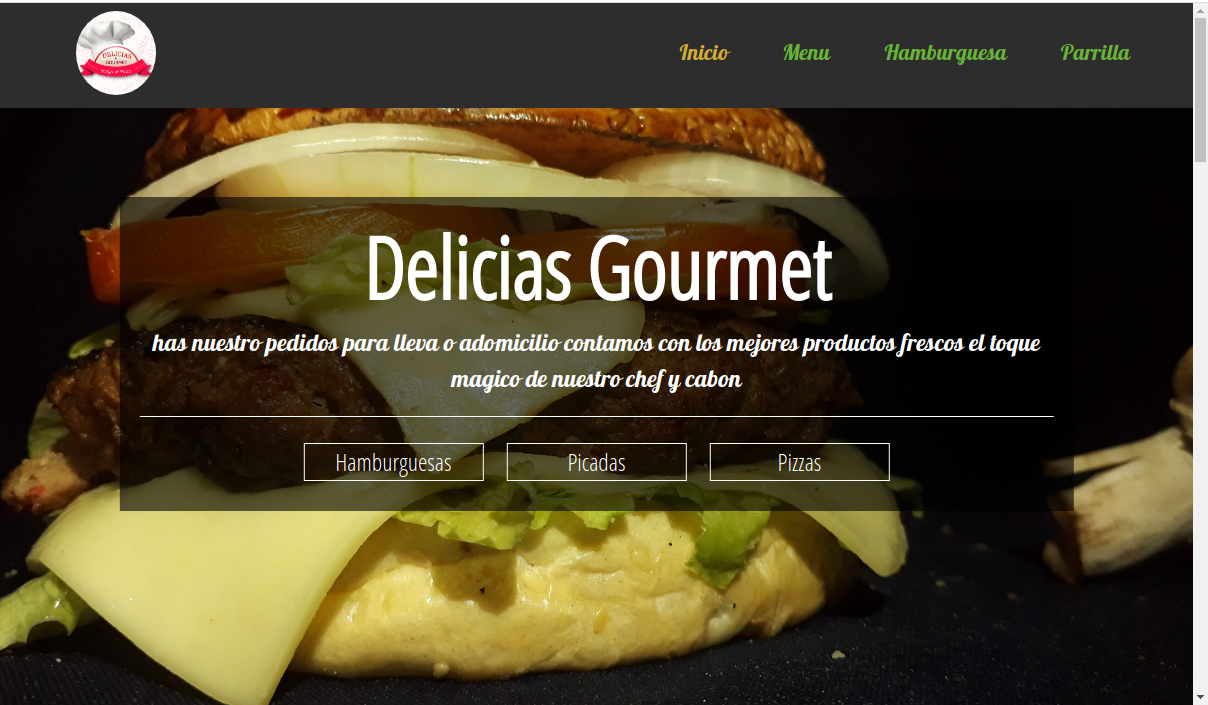 DELICIAS
GOURMET
Inicio
Menu
Hamburguesa
Parrilla
Delicias Gourmet
has nuestro pedidos para lleva o adomicilio contamos con los mejores productos frescos el toque
magico de nuestro chef y cabon
Hamburguesas
Picadas
Pizzas